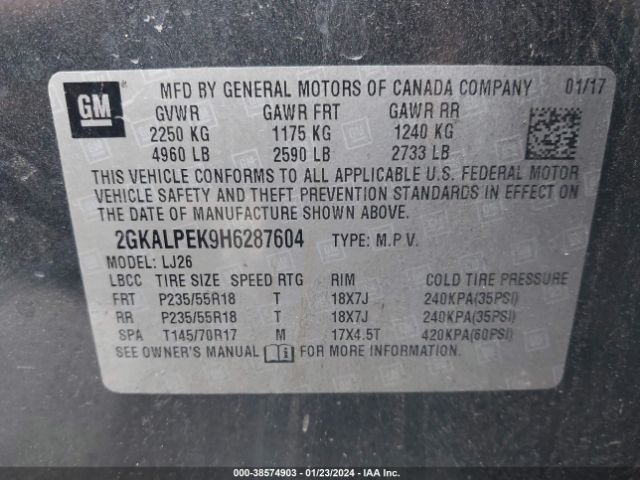 GM
MFD BY GENERAL MOTORS OF CANADA COMPANY 01/17
GVWR GAWR FRT GAWR RR
2250 KG 1175 KG 1240 KG
4960 LB 2590 LB 2733 LB
THIS VEHICLE CONFORMS TO ALL APPLICABLE U.S. FEDERAL MOTOR
VEHICLE SAFETY AND THEFT PREVENTION STANDARDS IN EFFECT ON
THE DATE OF MANUFACTURE SHOWN ABOVE.
2GKALPEK9H6287604 TYPE: M.P.V.
MODEL: LJ26
LBCC TIRE SIZE SPEED RTG RIM COLD TIRE PRESSURE
FRT P235/55R18 T 18X7J 240KPA(35PSI)
RR P235/55R18 T 18X7J 240KPA(35PSI)
SPA T145/70R17 M 17X4.5T 420KPA(60PSI)
SEE OWNER'S MANUAL FOR MORE INFORMATION.
000-38574903 - 01/23/2024 - IAA Inc.